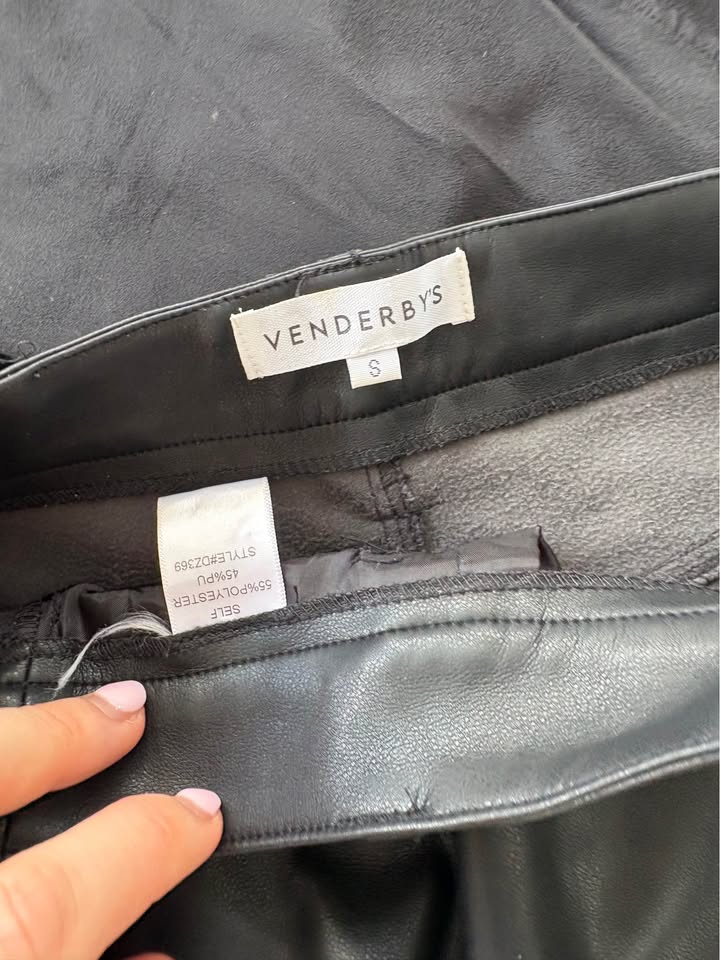 VENDERBY'S
S
SELF
55%POLYESTER
45%PU
STYLE#DZ369